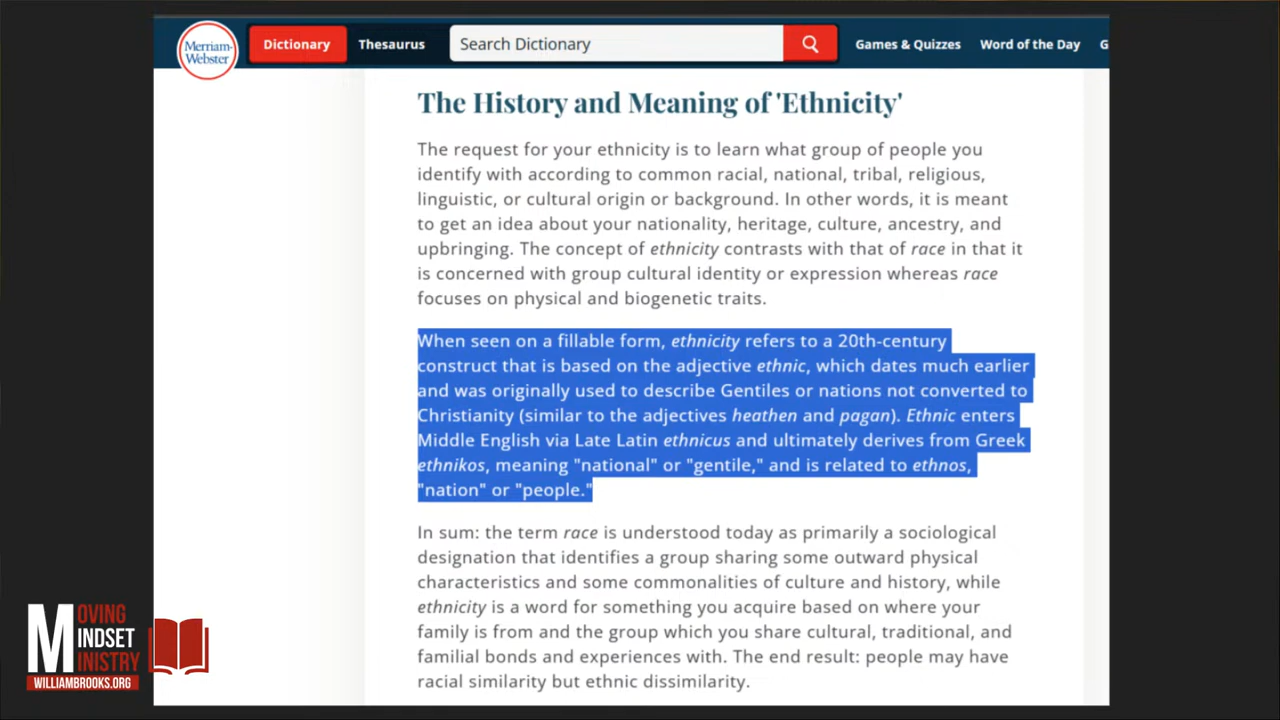 Merriam-
Webster
Dictionary
Thesaurus
Search Dictionary
Games & Quizzes
Word of the Day
G
The History and Meaning of 'Ethnicity'
The request for your ethnicity is to learn what group of people you
identify with according to common racial, national, tribal, religious,
linguistic, or cultural origin or background. In other words, it is meant
to get an idea about your nationality, heritage, culture, ancestry, and
upbringing. The concept of ethnicity contrasts with that of race in that it
is concerned with group cultural identity or expression whereas race
focuses on physical and biogenetic traits.
When seen on a fillable form, ethnicity refers to a 20th-century
construct that is based on the adjective ethnic, which dates much earlier
and was originally used to describe Gentiles or nations not converted to
Christianity (similar to the adjectives heathen and pagan). Ethnic enters
Middle English via Late Latin ethnicus and ultimately derives from Greek
ethnikos, meaning "national" or "gentile," and is related to ethnos,
"nation" or "people."
In sum: the term race is understood today as primarily a sociological
designation that identifies a group sharing some outward physical
characteristics and some commonalities of culture and history, while
ethnicity is a word for something you acquire based on where your
family is from and the group which you share cultural, traditional, and
familial bonds and experiences with. The end result: people may have
racial similarity but ethnic dissimilarity.
MOVING
MINDSET
MINISTRY
WILLIAMBROOKS.ORG